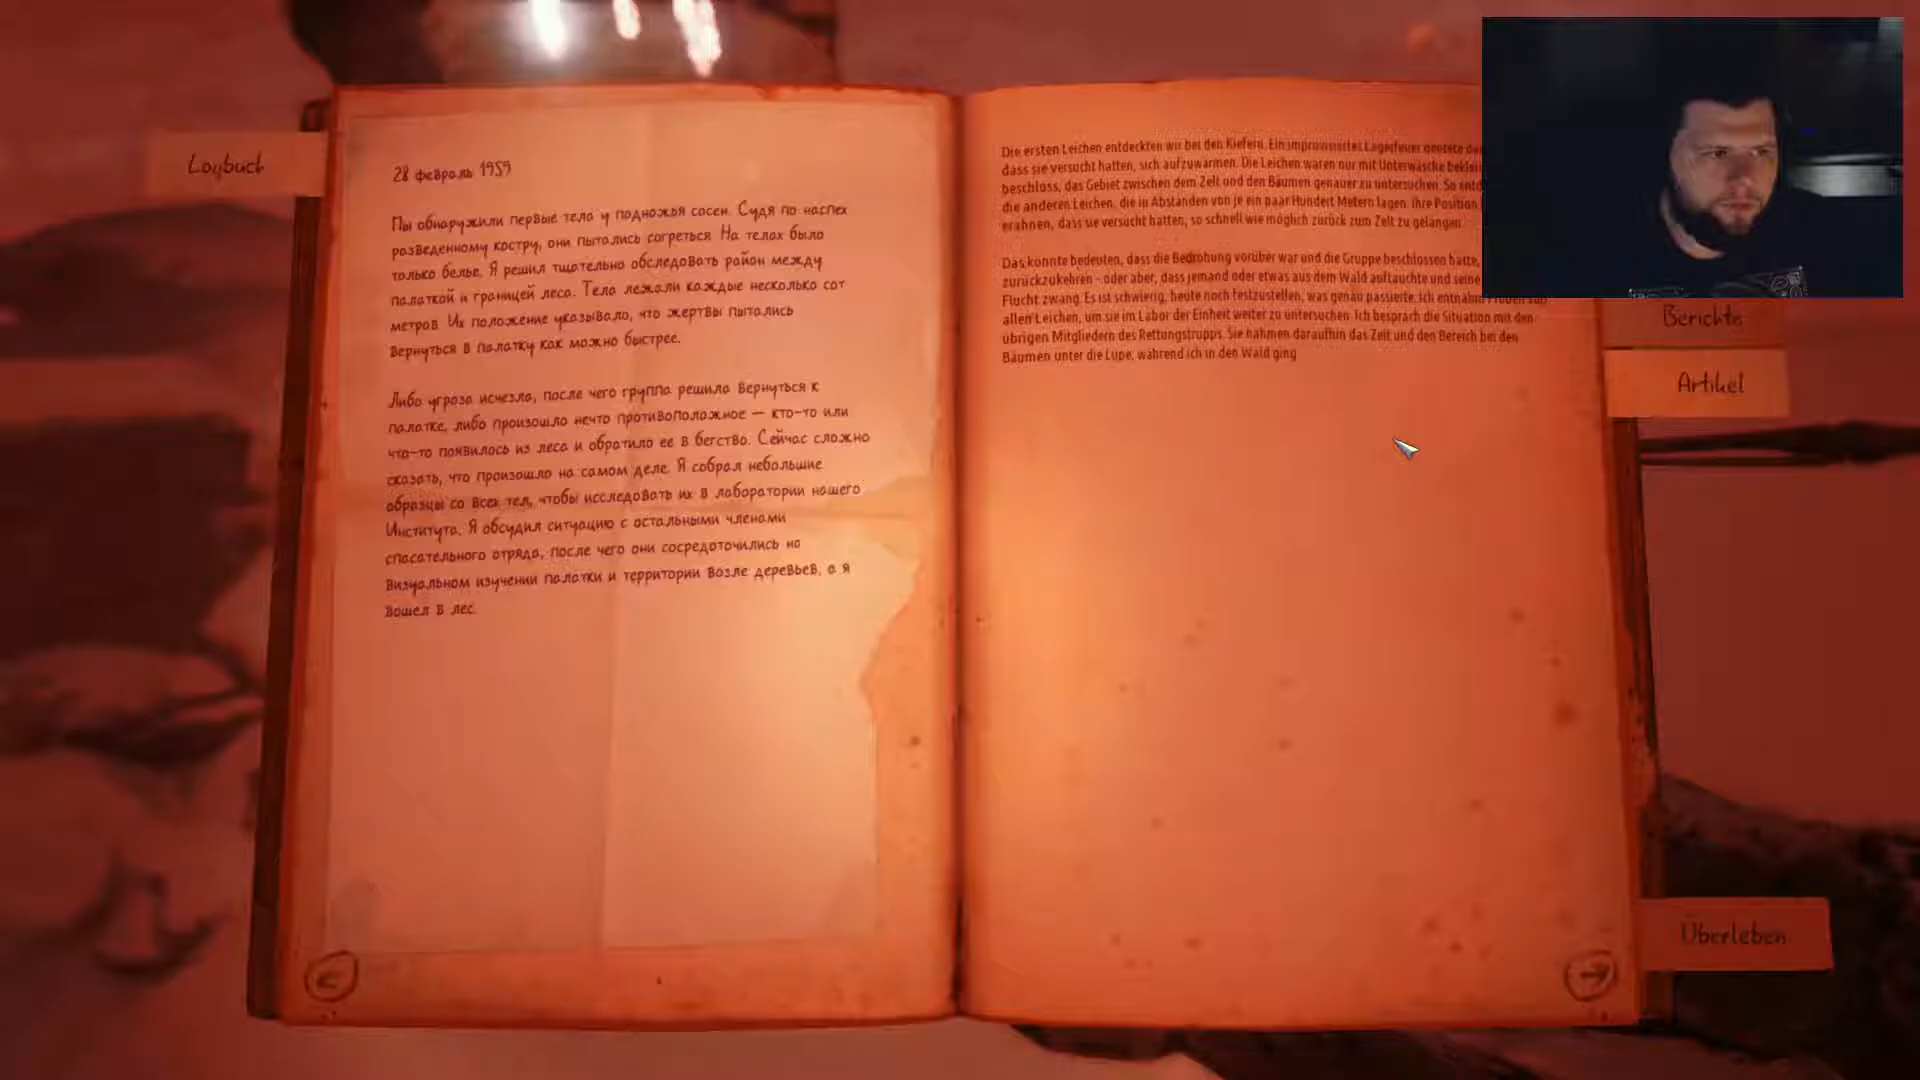 Logbuch
28 февраль 1959
Мы обнаружили первые тела у подножья сосен. Судя по наспех
разведенному костру, они пытались согреться. На телах было
только белье. Я решил тщательно обследовать район между
палаткой и границей леса. Тела лежали каждые несколько сот
метров. Их положение указывало, что жертвы пытались
вернуться в палатку как можно быстрее.
Либо угроза исчезла, после чего группа решила вернуться к
палатке, либо произошло нечто противоположное — кто-то или
что-то появилось из леса и обратило ее в бегство. Сейчас сложно
сказать, что произошло на самом деле. Я собрал небольшие
образцы со всех тел, чтобы исследовать их в лаборатории нашего
Института. Я обсудил ситуацию с остальными членами
спасательного отряда, после чего они сосредоточились на
визуальном изучении палатки и территории возле деревьев, а я
вошел в лес.
Die ersten Leichen entdeckten wir bei den Kiefern. Ein improvisiertes Lagerfeuer deutete
dass sie versucht hatten, sich aufzuwärmen. Die Leichen waren nur mit Unterwäsche
beschloss, das Gebiet zwischen dem Zelt und den Bäumen genauer zu untersuchen. So
die anderen Leichen, die in Abständen von je ein paar Hundert Metern lagen. Ihre Position
erahnen, dass sie versucht hatten, so schnell wie möglich zurück zum Zelt zu gelangen.
Das konnte bedeuten, dass die Bedrohung vorüber war und die Gruppe beschlossen hatte,
zurückzukehren - oder aber, dass jemand oder etwas aus dem Wald auftauchte und seine
Flucht zwang. Es ist schwierig, heute noch festzustellen, was genau passierte. Ich entnahm Proben von
allen Leichen, um sie im Labor der Einheit weiter zu untersuchen. Ich besprach die Situation mit den
übrigen Mitgliedern des Rettungstrupps. Sie nahmen daraufhin das Zelt und den Bereich bei den
Bäumen unter die Lupe, während ich in den Wald ging
Berichte
Artikel
Überleben